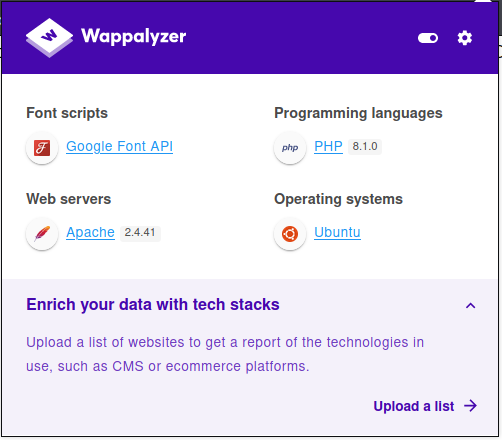 Wappalyzer
Font scripts
Google Font API
Programming languages
php PHP 8.1.0
Web servers
Apache 2.4.41
Operating systems
Ubuntu
Enrich your data with tech stacks
Upload a list of websites to get a report of the technologies in
use, such as CMS or ecommerce platforms.
Upload a list